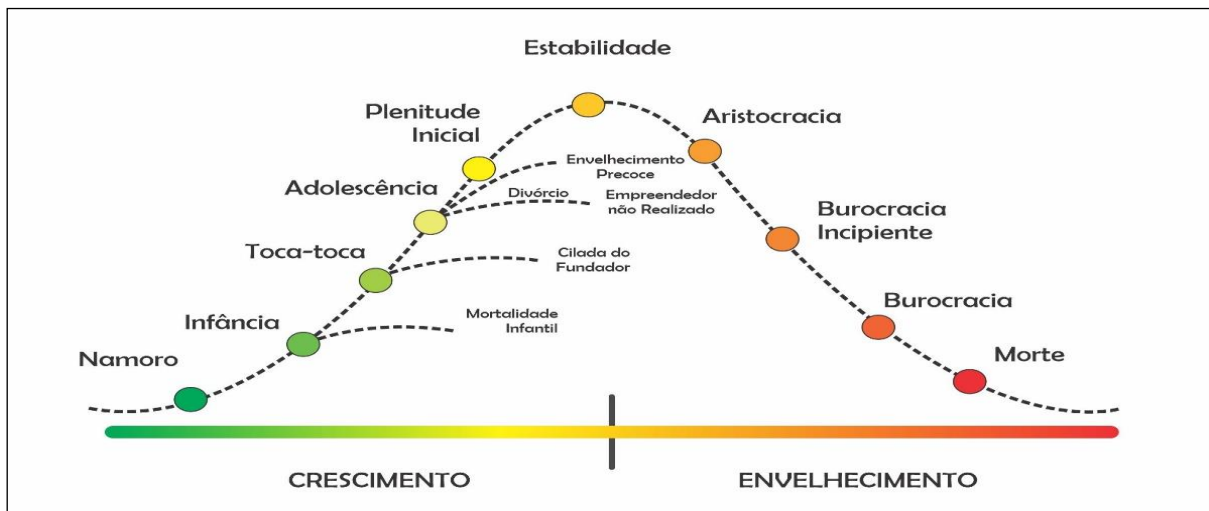 Estabilidade
Plenitude
Inicial
Aristocracia
Envelhecimento
Precoce
Adolescência
Divórcio
Empreendedor
não Realizado
Burocracia
Incipiente
Toca-toca
Cilada do
Fundador
Infância
Mortalidade
Infantil
Burocracia
Namoro
Morte
CRESCIMENTO
ENVELHECIMENTO